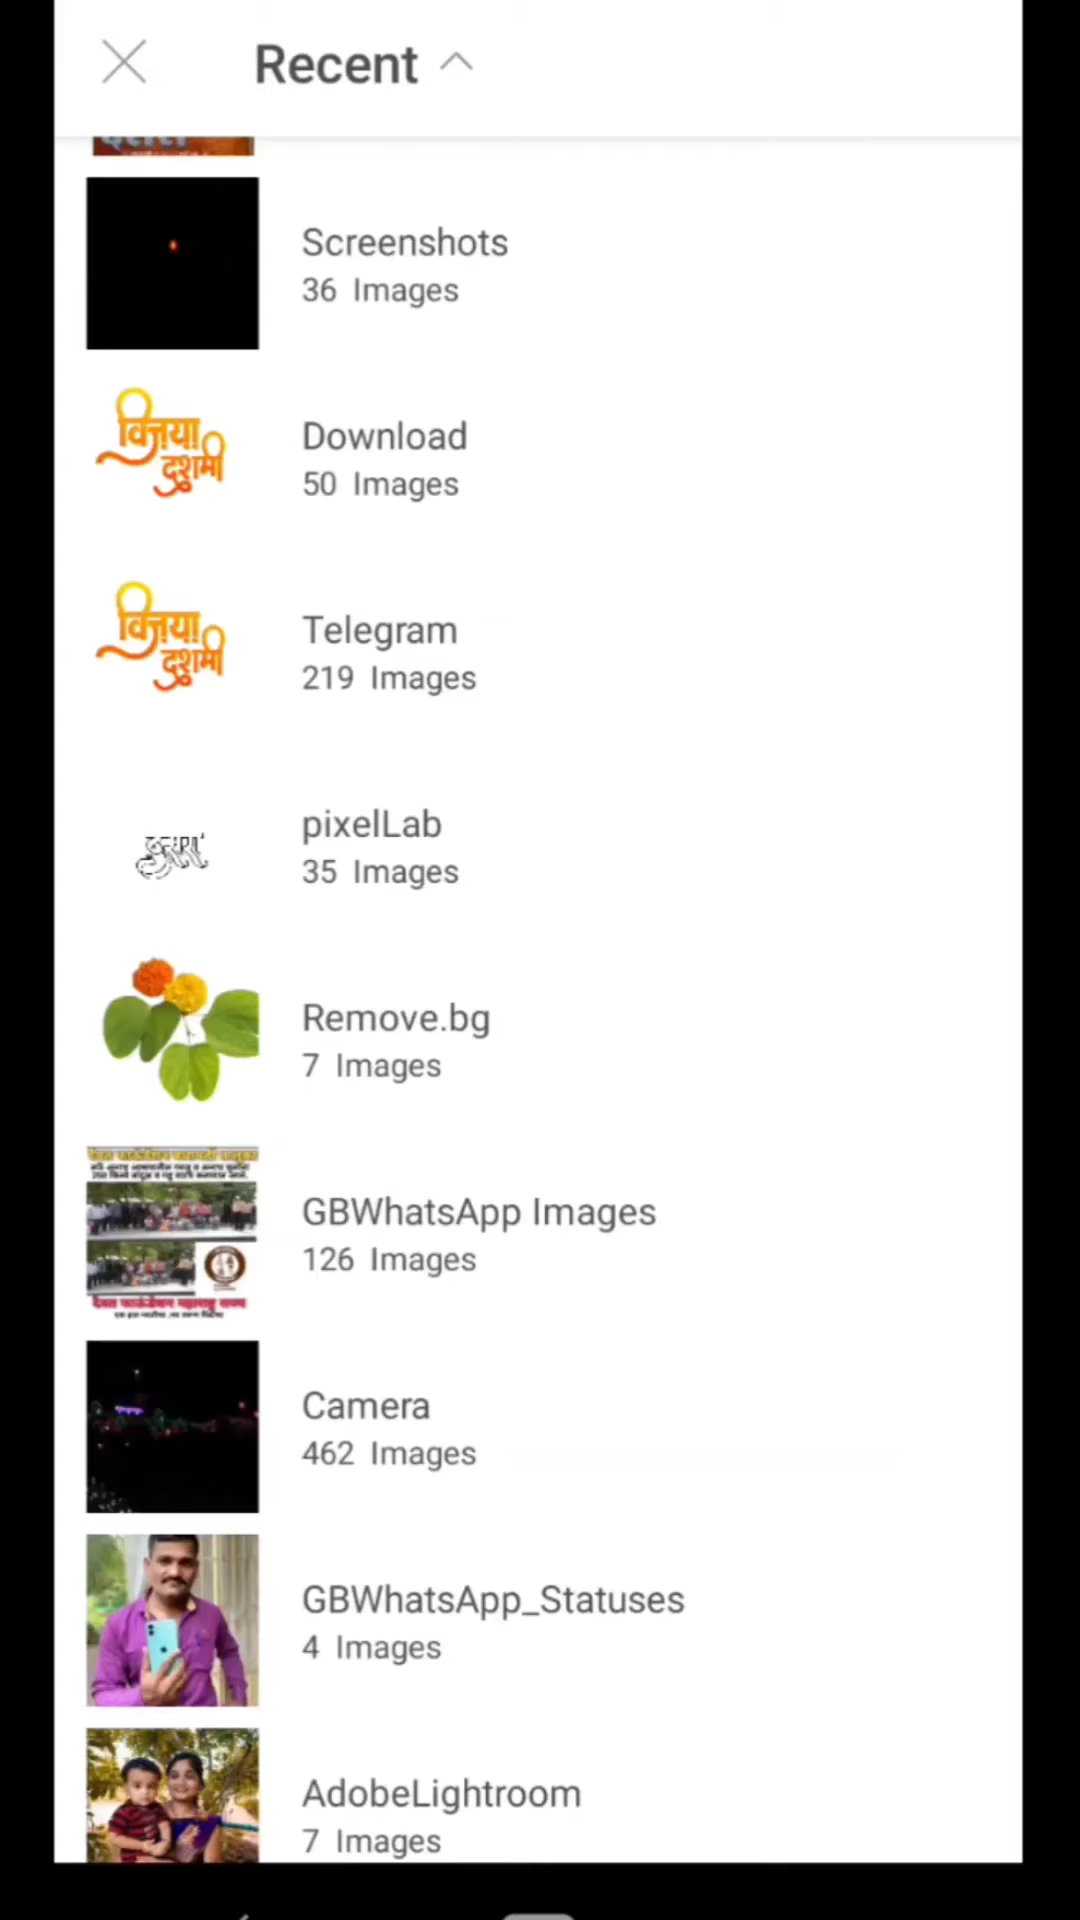 Recent
Screenshots
36 Images
विजया
दशमी
Download
50 Images
विजया
दशमी
Telegram
219 Images
pixelLab
35 Images
Remove.bg
7 Images
GBWhatsApp Images
126 Images
Camera
462 Images
GBWhatsApp_Statuses
4 Images
AdobeLightroom
7 Images